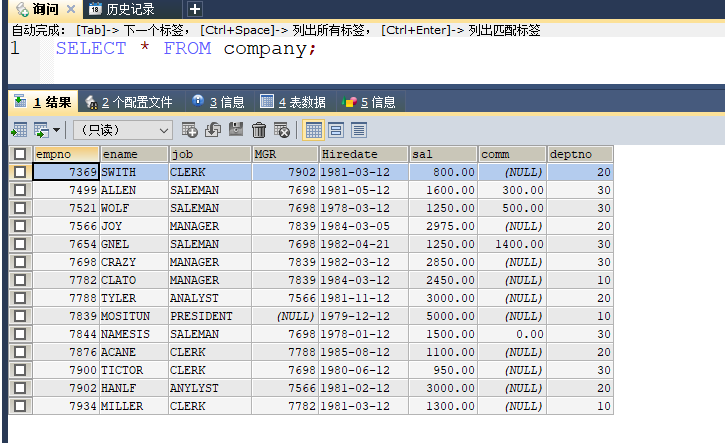 询问 历史记录
自动完成： [Tab]-> 下一个标签， [Ctrl+Space]-> 列出所有标签， [Ctrl+Enter]-> 列出匹配标签
1 SELECT * FROM company;
1 结果 2 个配置文件 3 信息 4 表数据 5 信息
（只读）
empno ename job MGR Hiredate sal comm deptno
7369 SWITH CLERK 7902 1981-03-12 800.00 (NULL) 20
7499 ALLEN SALEMAN 7698 1981-05-12 1600.00 300.00 30
7521 WOLF SALEMAN 7698 1978-03-12 1250.00 500.00 30
7566 JOY MANAGER 7839 1984-03-05 2975.00 (NULL) 20
7654 GNEL SALEMAN 7698 1982-04-21 1250.00 1400.00 30
7698 CRAZY MANAGER 7839 1982-03-12 2850.00 (NULL) 30
7782 CLATO MANAGER 7839 1984-03-12 2450.00 (NULL) 10
7788 TYLER ANALYST 7566 1981-11-12 3000.00 (NULL) 20
7839 MOSITUN PRESIDENT (NULL) 1979-12-12 5000.00 (NULL) 10
7844 NAMESIS SALEMAN 7698 1978-01-12 1500.00 0.00 30
7876 ACANE CLERK 7788 1985-08-12 1100.00 (NULL) 20
7900 TICTOR CLERK 7698 1980-06-12 950.00 (NULL) 30
7902 HANLF ANYLYST 7566 1981-02-12 3000.00 (NULL) 20
7934 MILLER CLERK 7782 1981-03-12 1300.00 (NULL) 10